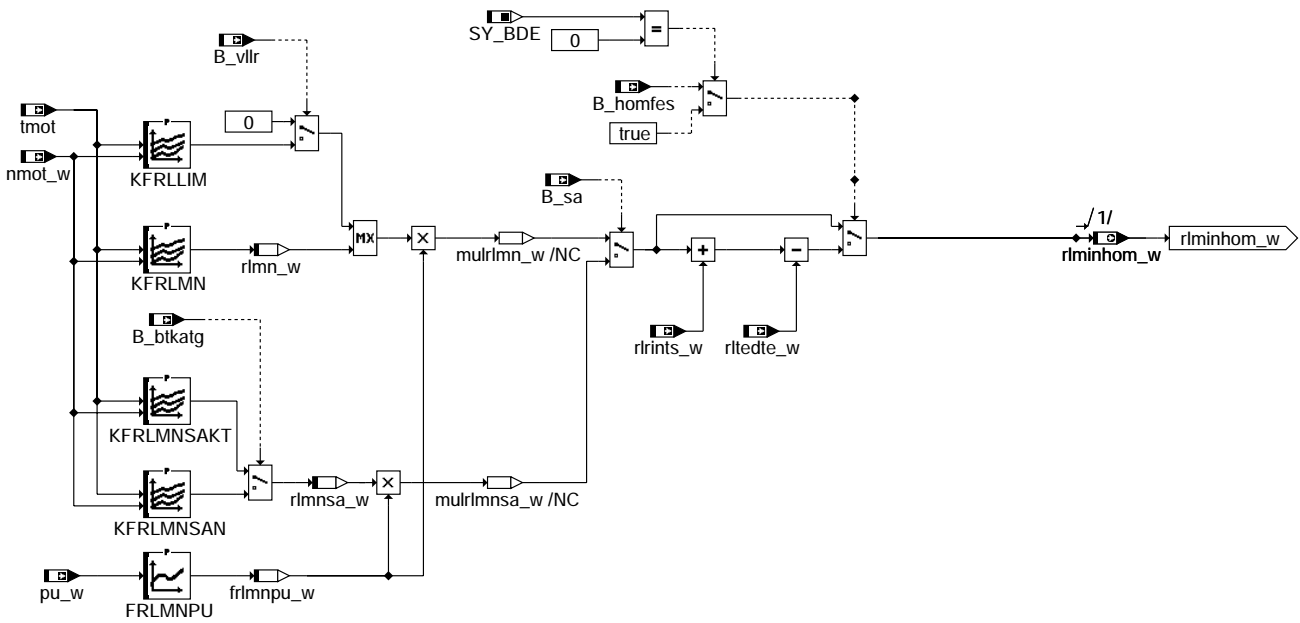 SY_BDE
=
0
B_vllr
B_homfes
true
tmot
nmot_w
P
KFRLLIM
0
B_sa
/ 1/
P
KFRLMN
rlmn_w
MX
×
mulrlmn_w /NC
+
−
rlminhom_w
rlminhom_w
B_btkatg
rlrints_w
rltedte_w
P
KFRLMNSAKT
P
KFRLMNSAN
rlmnsa_w
×
mulrlmnsa_w /NC
pu_w
P
FRLMNPU
frlmnpu_w